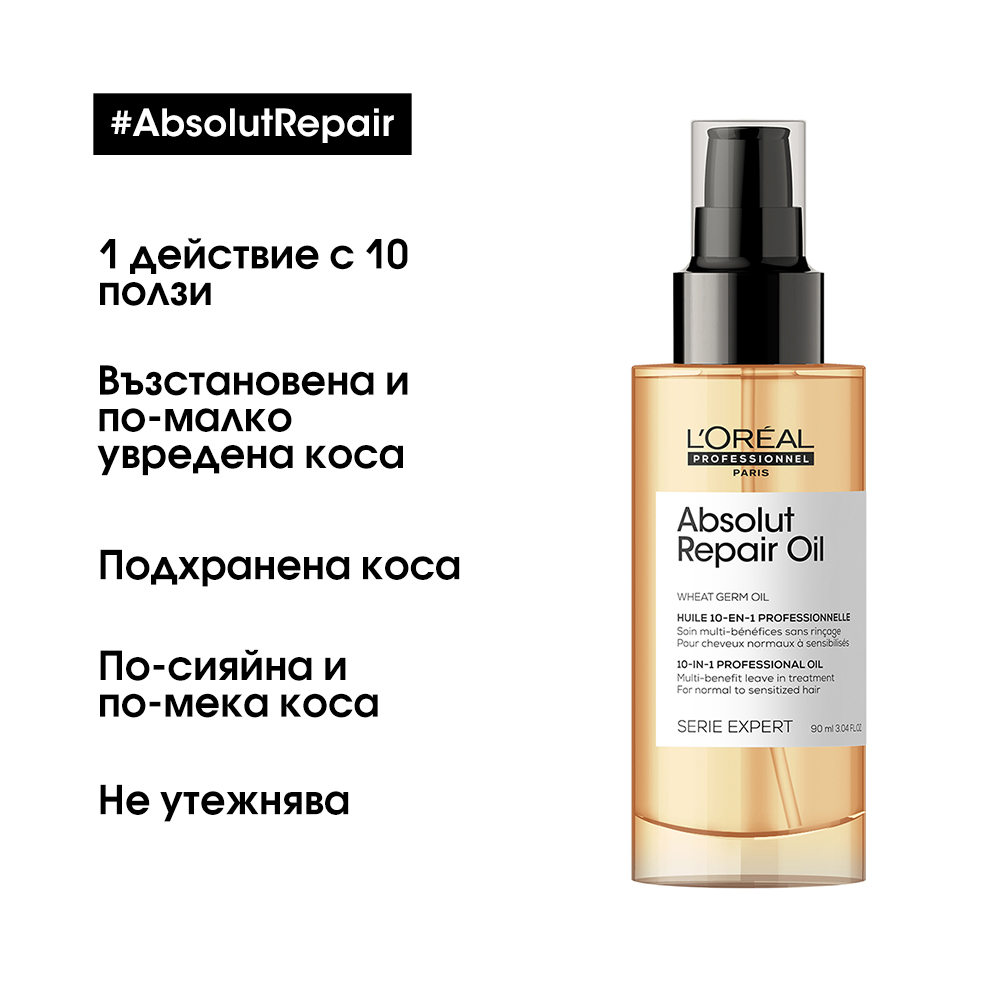 #AbsolutRepair
1 действие с 10
ползи
Възстановена и
по-малко
увредена коса
Подхранена коса
По-сияйна и
по-мека коса
Не утежнява
L'ORÉAL
PROFESSIONNEL
PARIS
Absolut
Repair Oil
WHEAT GERM OIL
HUILE 10-EN-1 PROFESSIONNELLE
Soin multi-bénéfices sans rinçage
Pour cheveux normaux à sensibilisés
10-IN-1 PROFESSIONAL OIL
Multi-benefit leave in treatment
For normal to sensitized hair
SERIE EXPERT 90 ml 3.04 FL.OZ